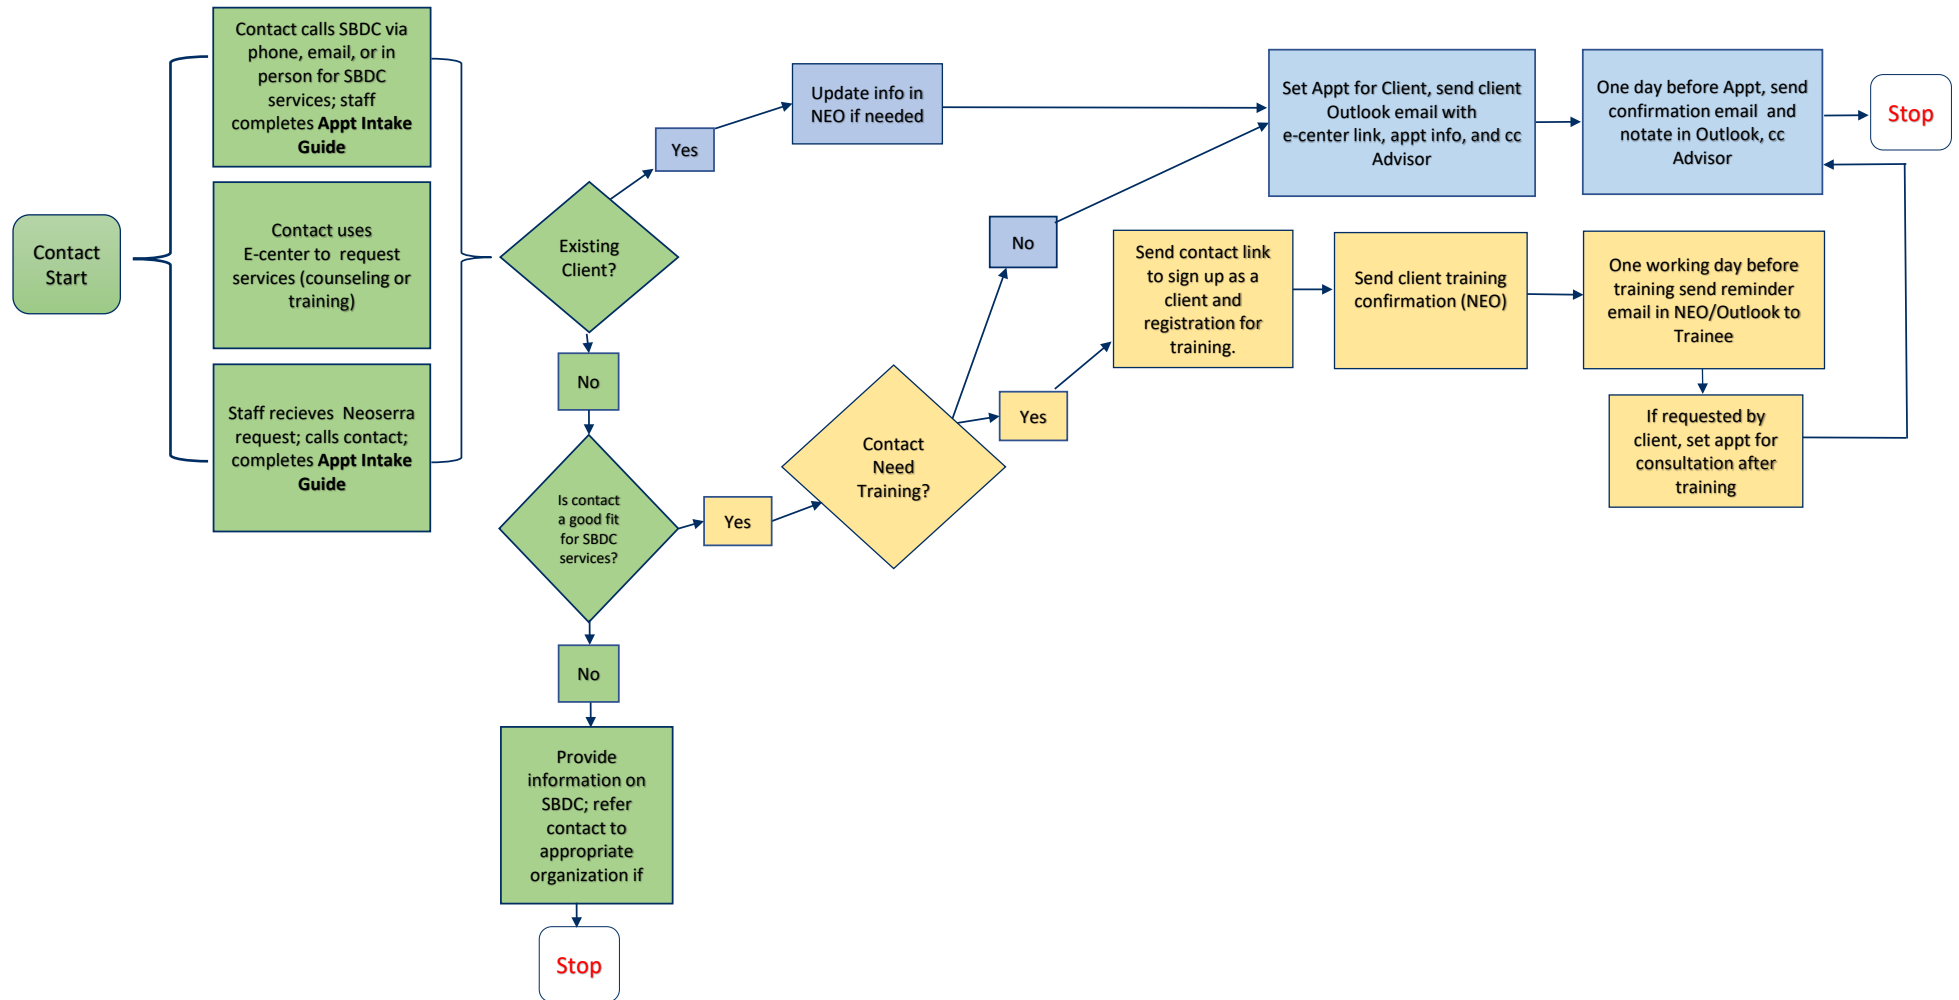 Contact
Start
Contact calls SBDC via
phone, email, or in
person for SBDC
services; staff
completes Appt Intake
Guide
Contact uses
E-center to request
services (counseling or
training)
Staff recieves Neoserra
request; calls contact;
completes Appt Intake
Guide
Existing
Client?
Yes
Update info in
NEO if needed
Set Appt for Client, send client
Outlook email with
e-center link, appt info, and cc
Advisor
One day before Appt, send
confirmation email and
notate in Outlook, cc
Advisor
Stop
No
Is contact
a good fit
for SBDC
services?
Yes
Contact
Need
Training?
No
Yes
Send contact link
to sign up as a
client and
registration for
training.
Send client training
confirmation (NEO)
One working day before
training send reminder
email in NEO/Outlook to
Trainee
If requested by
client, set appt for
consultation after
training
No
Provide
information on
SBDC; refer
contact to
appropriate
organization if
Stop